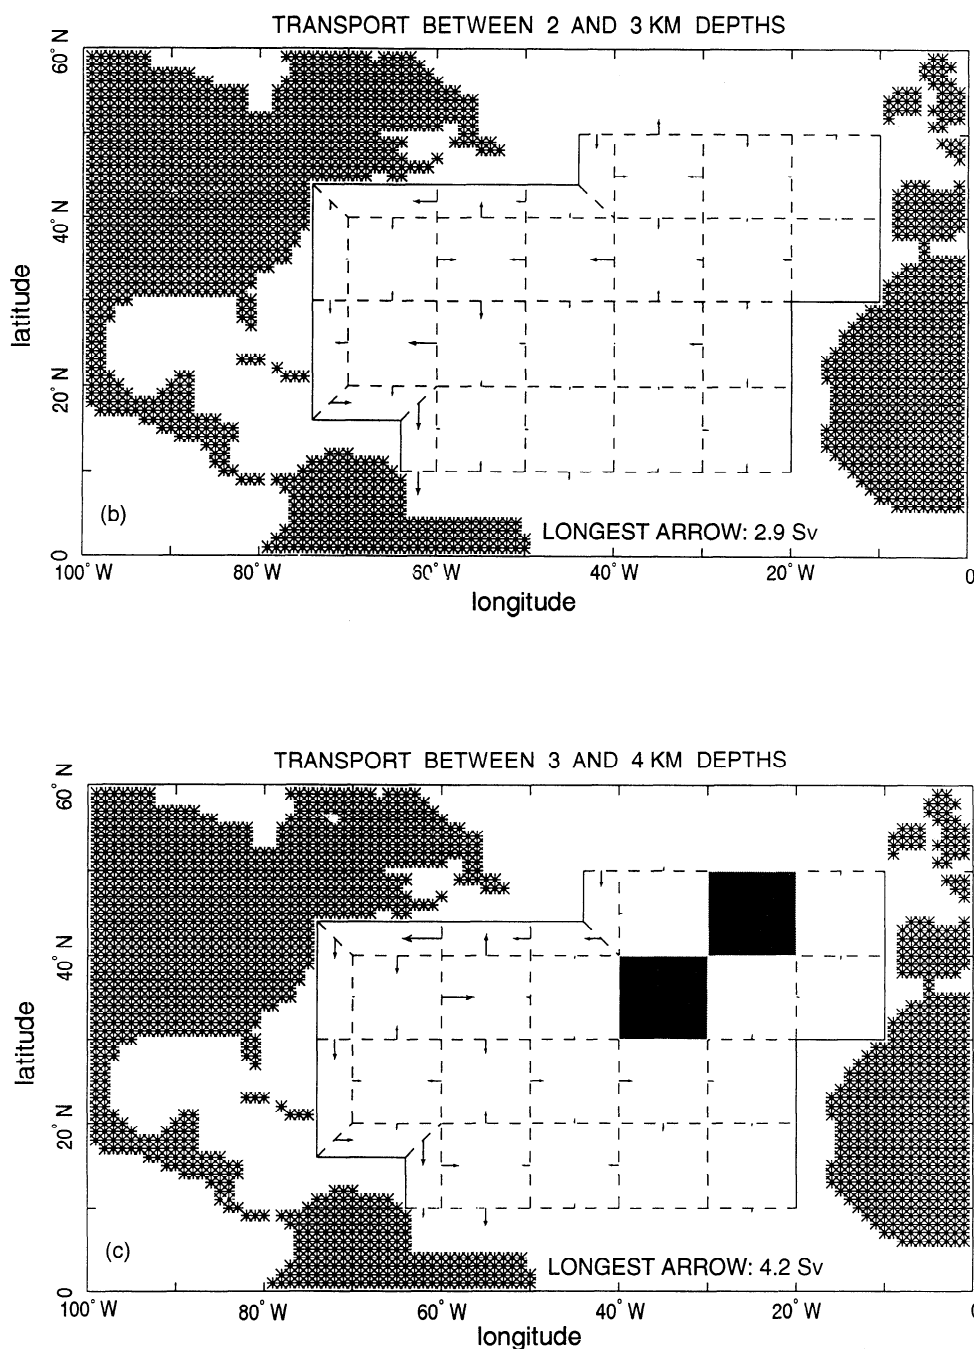 TRANSPORT BETWEEN 2 AND 3 KM DEPTHS
60° N
40° N
20° N
0
latitude
(b)
LONGEST ARROW: 2.9 Sv
100° W 80° W 60° W 40° W 20° W 0
longitude
TRANSPORT BETWEEN 3 AND 4 KM DEPTHS
60° N
40° N
20° N
0
latitude
(c)
LONGEST ARROW: 4.2 Sv
100° W 80° W 60° W 40° W 20° W 0
longitude